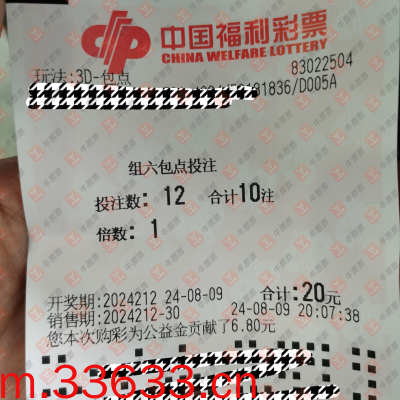 中国福利彩票
CHINA WELFARE LOTTERY
83022504
玩法:3D-包点
31836/D005A
组六包点投注
投注数: 12 合计10注
倍数: 1
开奖期:2024212 24-08-09 合计:20元
销售期:2024212-30 24-08-09 20:07:38
您本次购彩为公益金贡献了6.80元
m.33633.cn